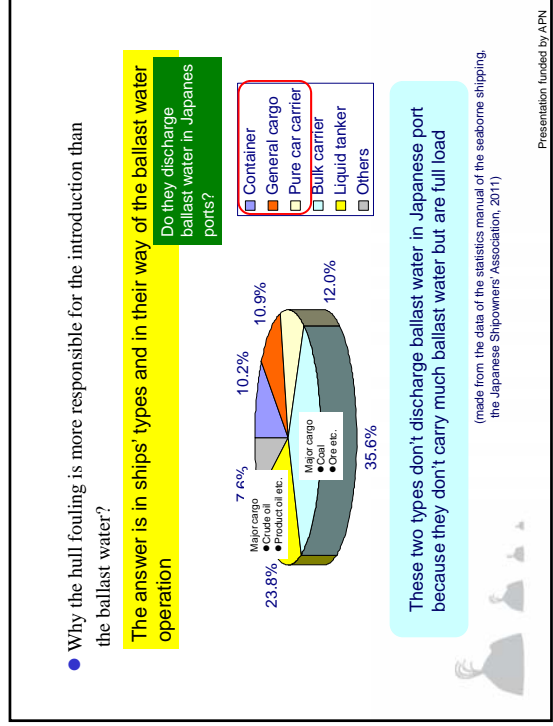 ● Why the hull fouling is more responsible for the introduction than
the ballast water?
The answer is in ships’ types and in their way of the ballast water
operation
Do they discharge
ballast water in Japanes
ports?
7.6%
10.2%
10.9%
12.0%
35.6%
23.8%
Major cargo
●Crude oil
●Product oil etc.
Major cargo
●Coal
●Ore etc.
Container
General cargo
Pure car carrier
Bulk carrier
Liquid tanker
Others
These two types don’t discharge ballast water in Japanese port
because they don’t carry much ballast water but are full load
(made from the data of the statistics manual of the seaborne shipping,
the Japanese Shipowners’ Association, 2011)
Presentation funded by APN